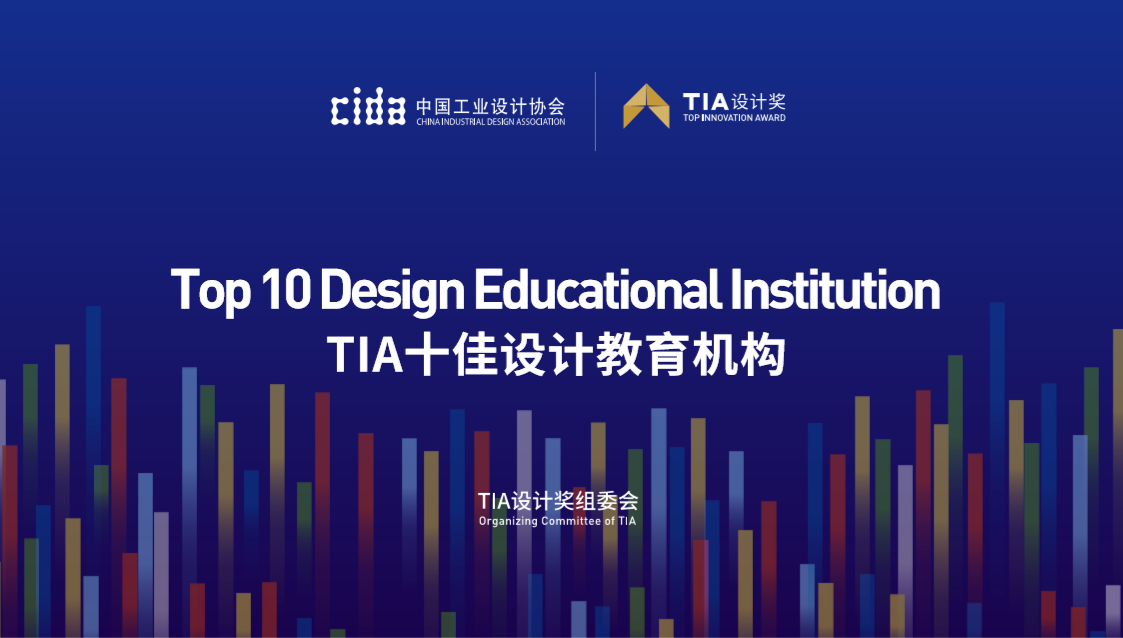 cida 中国工业设计协会
CHINA INDUSTRIAL DESIGN ASSOCIATION
TIA设计奖
TOP INNOVATION AWARD
Top 10 Design Educational Institution
TIA十佳设计教育机构
TIA设计奖组委会
Organizing Committee of TIA